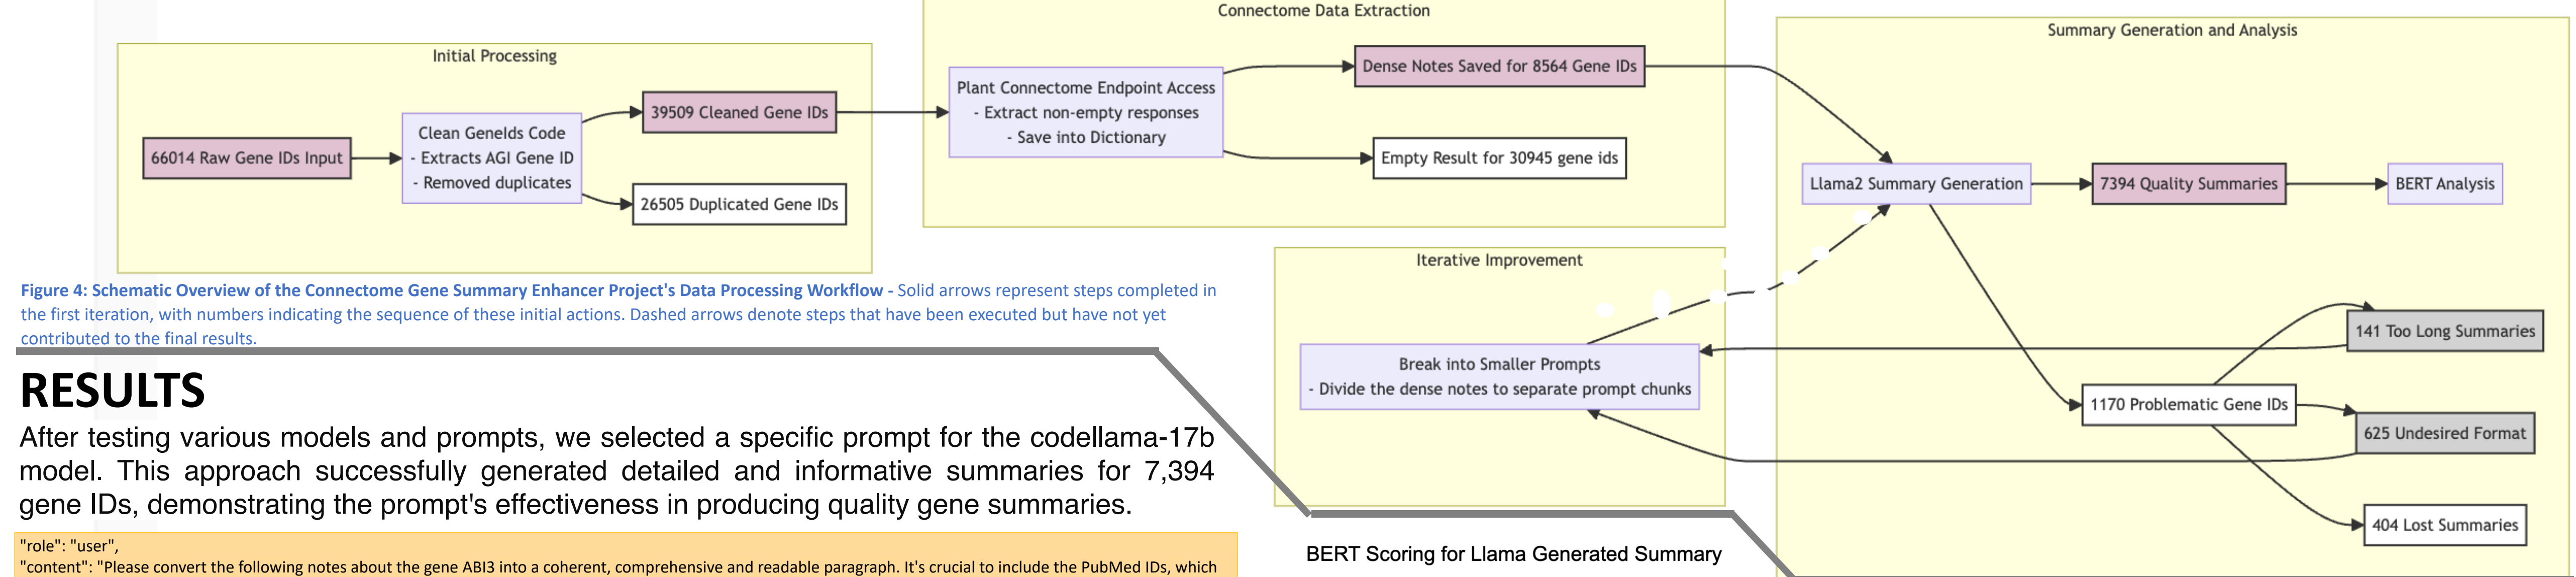 Initial Processing
66014 Raw Gene IDs Input
Clean GeneIds Code
- Extracts AGI Gene ID
- Removed duplicates
39509 Cleaned Gene IDs
26505 Duplicated Gene IDs
Connectome Data Extraction
Plant Connectome Endpoint Access
- Extract non-empty responses
- Save into Dictionary
Dense Notes Saved for 8564 Gene IDs
Empty Result for 30945 gene ids
Summary Generation and Analysis
Llama2 Summary Generation
7394 Quality Summaries
BERT Analysis
141 Too Long Summaries
1170 Problematic Gene IDs
625 Undesired Format
404 Lost Summaries
Iterative Improvement
Break into Smaller Prompts
- Divide the dense notes to separate prompt chunks
Figure 4: Schematic Overview of the Connectome Gene Summary Enhancer Project's Data Processing Workflow - Solid arrows represent steps completed in
the first iteration, with numbers indicating the sequence of these initial actions. Dashed arrows denote steps that have been executed but have not yet
contributed to the final results.
RESULTS
After testing various models and prompts, we selected a specific prompt for the codellama-17b
model. This approach successfully generated detailed and informative summaries for 7,394
gene IDs, demonstrating the prompt's effectiveness in producing quality gene summaries.
"role": "user",
"content": "Please convert the following notes about the gene ABI3 into a coherent, comprehensive and readable paragraph. It's crucial to include the PubMed IDs, which
BERT Scoring for Llama Generated Summary